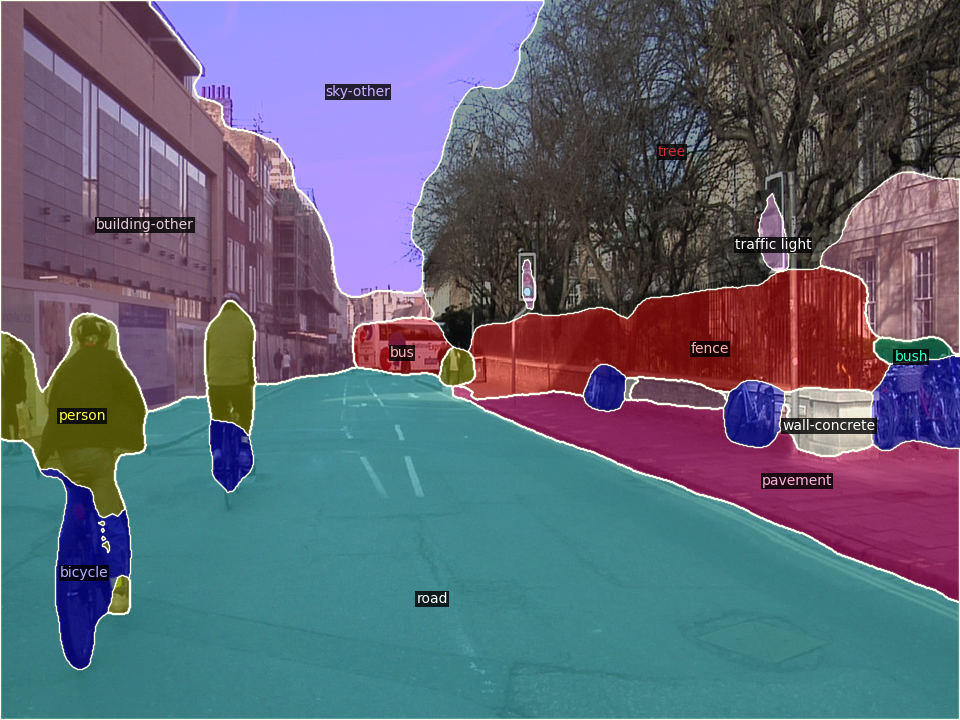 sky-other
tree
building-other
traffic light
fence
bus
bush
person
wall-concrete
pavement
bicycle
road